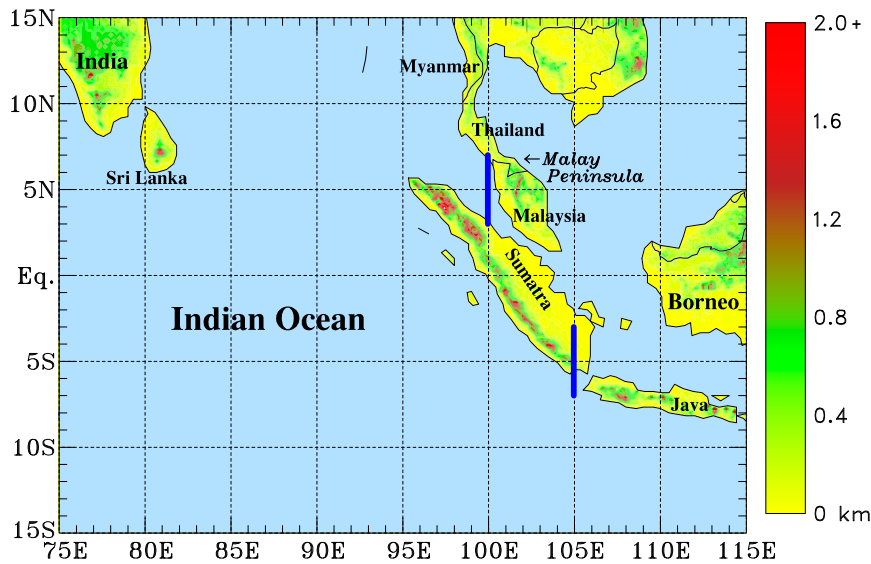 15N
2.0+
India
Myanmar
1.6
10N
Thailand
←Malay
Peninsula
Sri Lanka
5N
1.2
Malaysia
Sumatra
Eq.
Borneo
Indian Ocean
0.8
5S
Java
0.4
10S
15S
0 km
75E 80E 85E 90E 95E 100E 105E 110E 115E